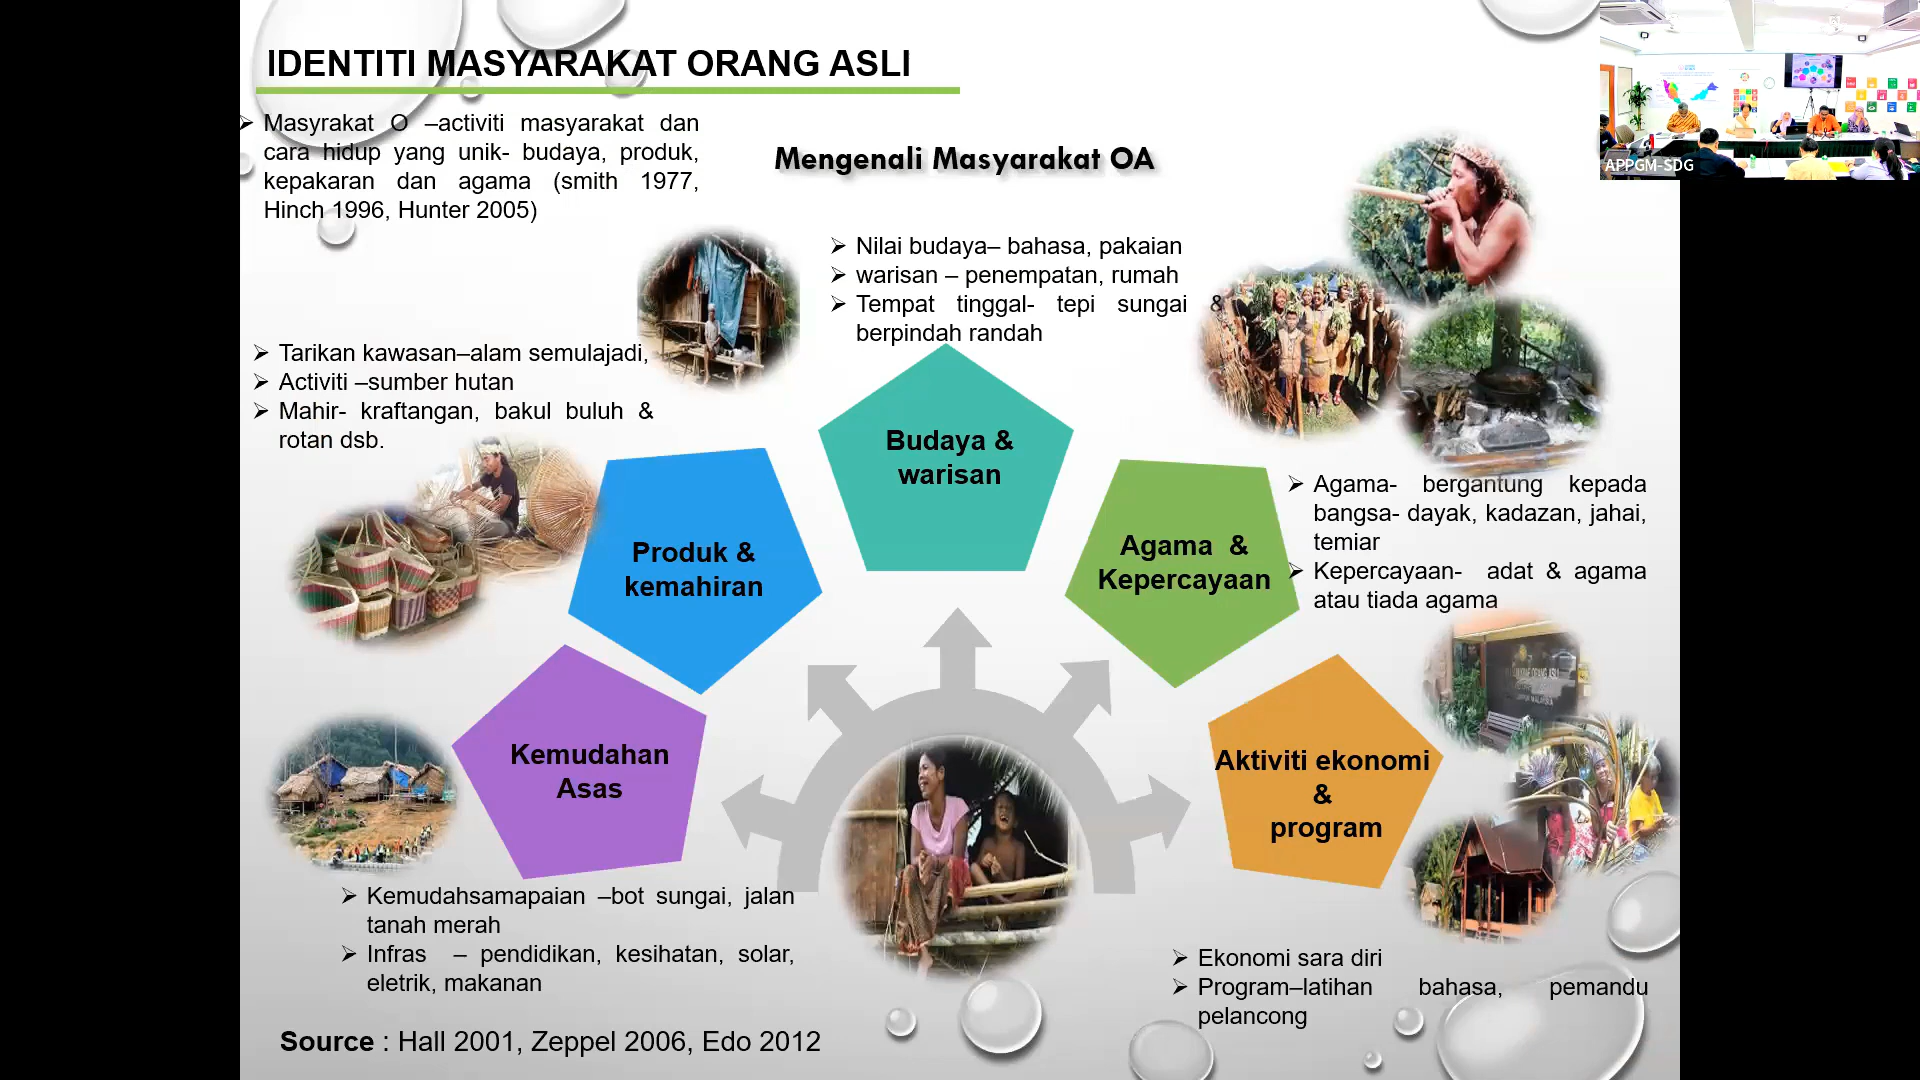 IDENTITI MASYARAKAT ORANG ASLI
Masyrakat O –activiti masyarakat dan
cara hidup yang unik- budaya, produk,
kepakaran dan agama (smith 1977,
Hinch 1996, Hunter 2005)
Mengenali Masyarakat OA
Nilai budaya– bahasa, pakaian
warisan – penempatan, rumah
Tempat tinggal- tepi sungai &
berpindah randah
Tarikan kawasan–alam semulajadi,
Activiti –sumber hutan
Mahir- kraftangan, bakul buluh &
rotan dsb.
Budaya &
warisan
Produk &
kemahiran
Agama &
Kepercayaan
Agama- bergantung kepada
bangsa- dayak, kadazan, jahai,
temiar
Kepercayaan- adat & agama
atau tiada agama
Kemudahan
Asas
Aktiviti ekonomi
&
program
Kemudahsamapaian –bot sungai, jalan
tanah merah
Infras – pendidikan, kesihatan, solar,
eletrik, makanan
Ekonomi sara diri
Program–latihan bahasa, pemandu
pelancong
Source : Hall 2001, Zeppel 2006, Edo 2012
APPGM-SDG